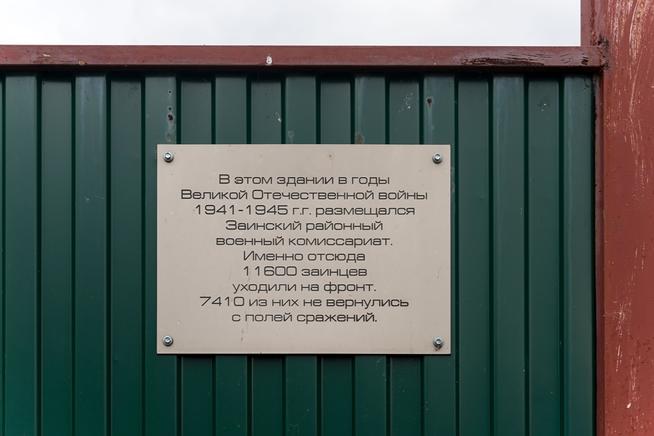 В этом здании в годы
Великой Отечественной войны
1941-1945 г.г. размещался
Заинский районный
военный комиссариат.
Именно отсюда
11600 заинцев
уходили на фронт.
7410 из них не вернулись
с полей сражений.